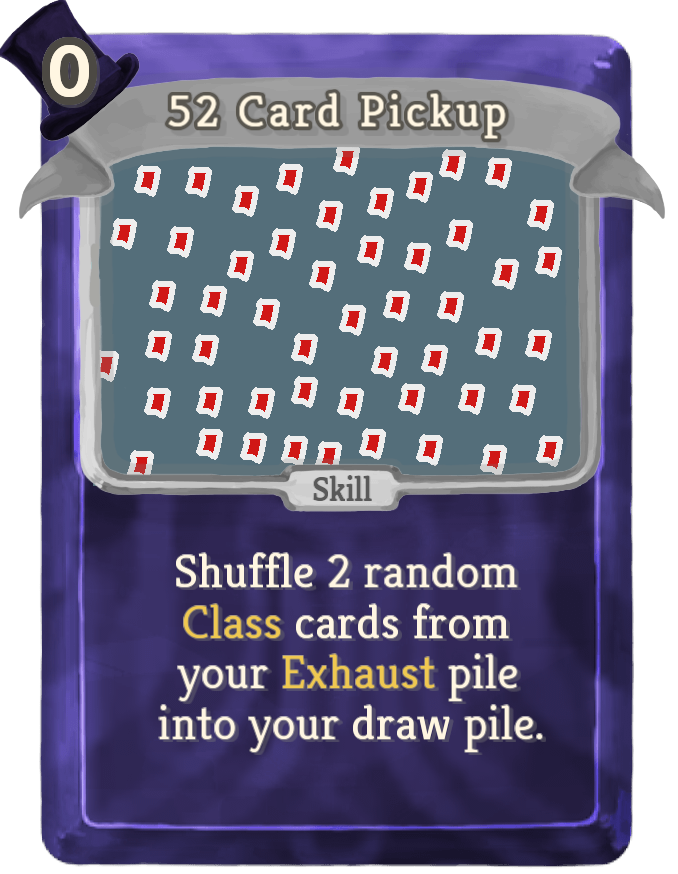 0
52 Card Pickup
Skill
Shuffle 2 random
Class cards from
your Exhaust pile
into your draw pile.